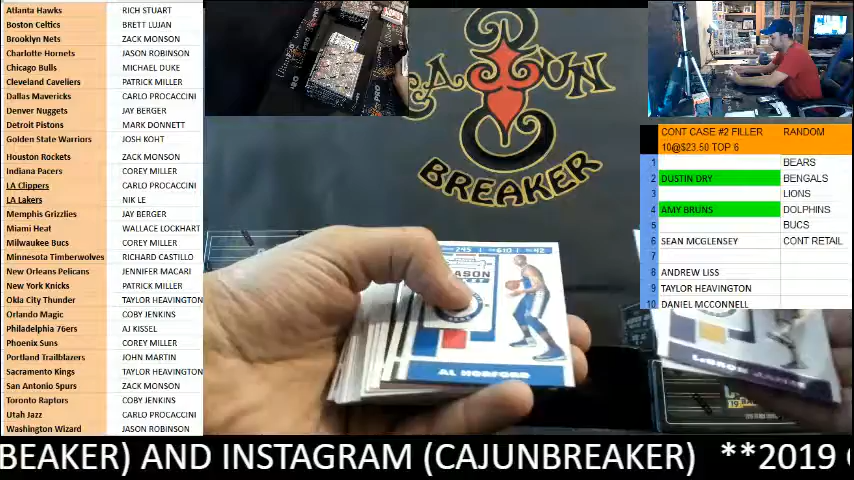 Atlanta Hawks RICH STUART
Boston Celtics BRETT LUJAN
Brooklyn Nets ZACK MONSON
Charlotte Hornets JASON ROBINSON
Chicago Bulls MICHAEL DUKE
Cleveland Caveliers PATRICK MILLER
Dallas Mavericks CARLO PROCACCINI
Denver Nuggets JAY BERGER
Detroit Pistons MARK DONNETT
Golden State Warriors JOSH KOHT
Houston Rockets ZACK MONSON
Indiana Pacers COREY MILLER
LA Clippers CARLO PROCACCINI
LA Lakers NIK LE
Memphis Grizzlies JAY BERGER
Miami Heat WALLACE LOCKHART
Milwaukee Bucs COREY MILLER
Minnesota Timberwolves RICHARD CASTILLO
New Orleans Pelicans JENNIFER MACARI
New York Knicks PATRICK MILLER
Okla City Thunder TAYLOR HEAVINGTON
Orlando Magic COBY JENKINS
Philadelphia 76ers AJ KISSEL
Phoenix Suns COREY MILLER
Portland Trailblazers JOHN MARTIN
Sacramento Kings TAYLOR HEAVINGTON
San Antonio Spurs ZACK MONSON
Toronto Raptors COBY JENKINS
Utah Jazz CARLO PROCACCINI
Washington Wizard JASON ROBINSON
CAJUN
BREAKER
245 610 42
AL HORFORD
LEBRON JAMES
CONT CASE #2 FILLER RANDOM
10@$23.50 TOP 6
1 BEARS
2 DUSTIN DRY BENGALS
3 LIONS
4 AMY BRUNS DOLPHINS
5 BUCS
6 SEAN MCGLENSEY CONT RETAIL
7
8 ANDREW LISS
9 TAYLOR HEAVINGTON
10 DANIEL MCCONNELL
BEAKER) AND INSTAGRAM (CAJUNBREAKER) **2019